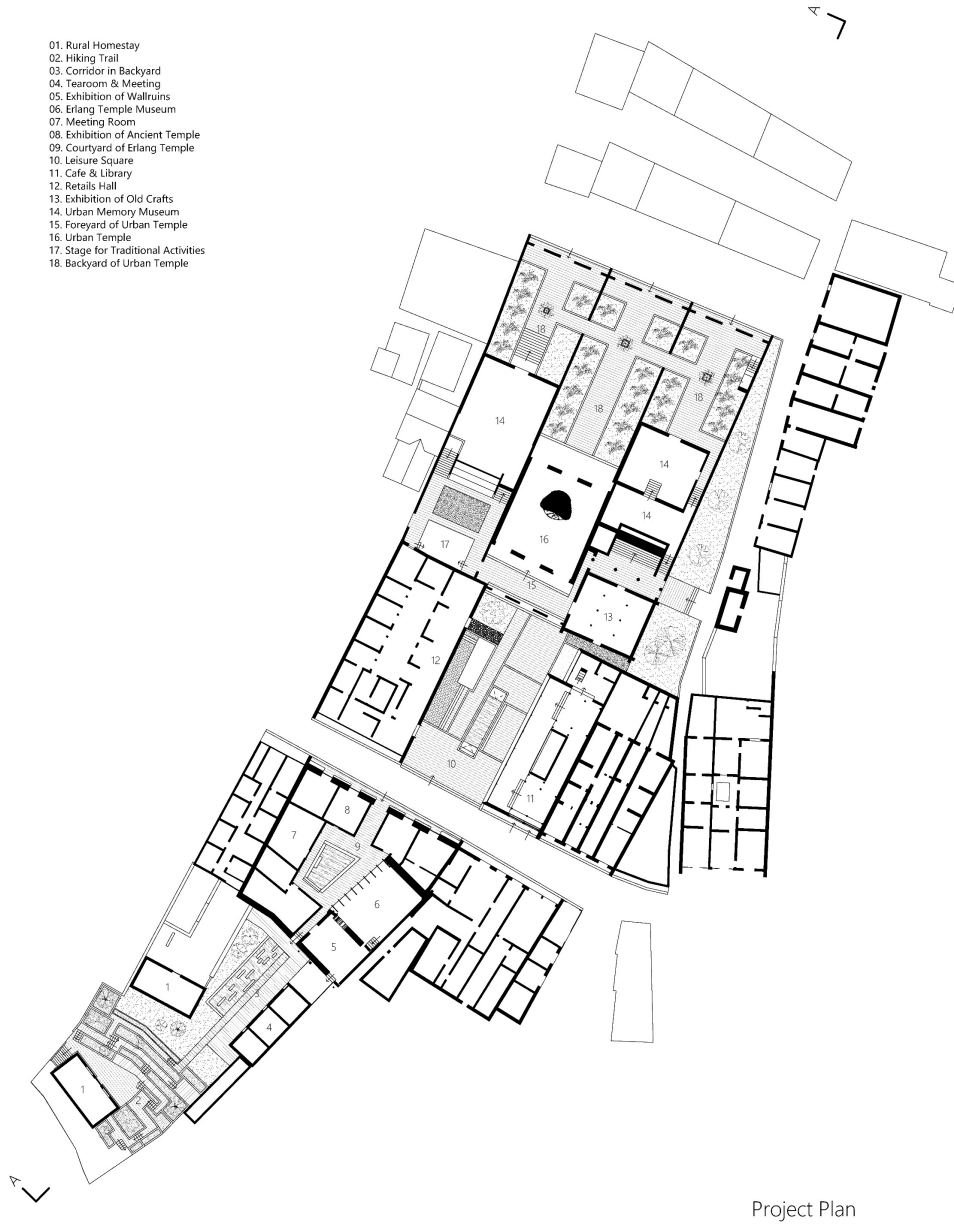 A
01. Rural Homestay
02. Hiking Trail
03. Corridor in Backyard
04. Tearoom & Meeting
05. Exhibition of Wallruins
06. Erlang Temple Museum
07. Meeting Room
08. Exhibition of Ancient Temple
09. Courtyard of Erlang Temple
10. Leisure Square
11. Cafe & Library
12. Retails Hall
13. Exhibition of Old Crafts
14. Urban Memory Museum
15. Foreyard of Urban Temple
16. Urban Temple
17. Stage for Traditional Activities
18. Backyard of Urban Temple
18
18
18
14
14
14
16
17
15
13
12
10
11
8
7
9
6
5
1
3
4
1
2
A
Project Plan